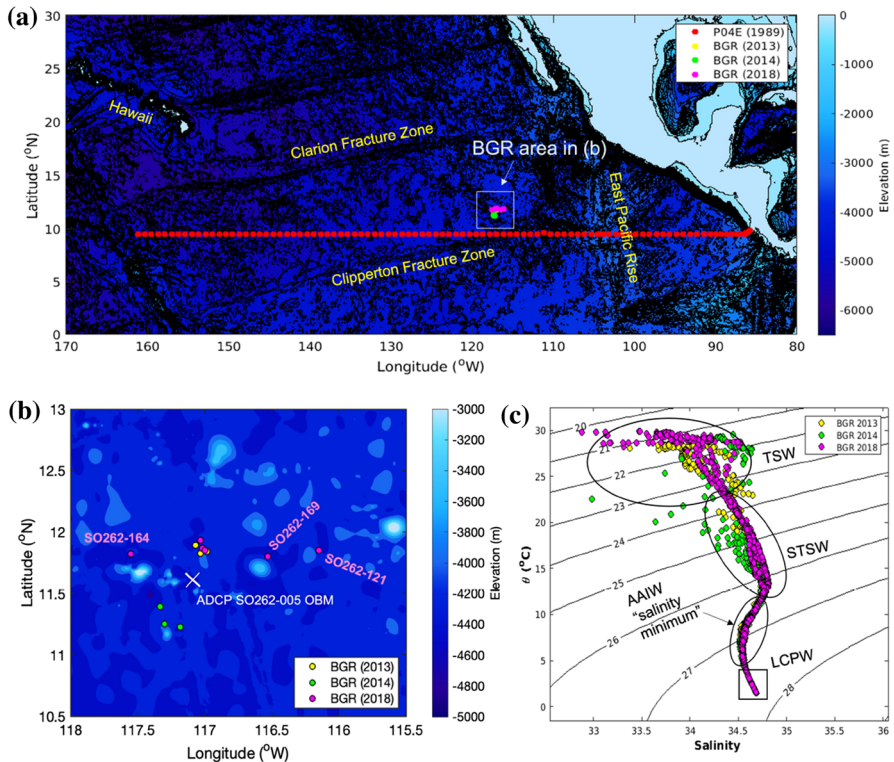 (a)
30
25
20
15
10
5
0
Latitude (°N)
170
160
150
140
130
120
110
100
90
80
Longitude (°W)
Hawaii
Clarion Fracture Zone
BGR area in (b)
Clipperton Fracture Zone
East Pacific Rise
P04E (1989)
BGR (2013)
BGR (2014)
BGR (2018)
0
-1000
-2000
-3000
-4000
-5000
-6000
Elevation (m)
(b)
13
12.5
12
11.5
11
10.5
Latitude (°N)
118
117.5
117
116.5
116
115.5
Longitude (°W)
SO262-164
SO262-169
SO262-121
ADCP SO262-005 OBM
BGR (2013)
BGR (2014)
BGR (2018)
-3000
-3200
-3400
-3600
-3800
-4000
-4200
-4400
-4600
-4800
-5000
Elevation (m)
(c)
30
25
20
15
10
5
0
θ (°C)
33
33.5
34
34.5
35
35.5
36
Salinity
20
21
22
23
24
25
26
27
28
BGR 2013
BGR 2014
BGR 2018
TSW
STSW
AAIW
"salinity
minimum"
LCPW